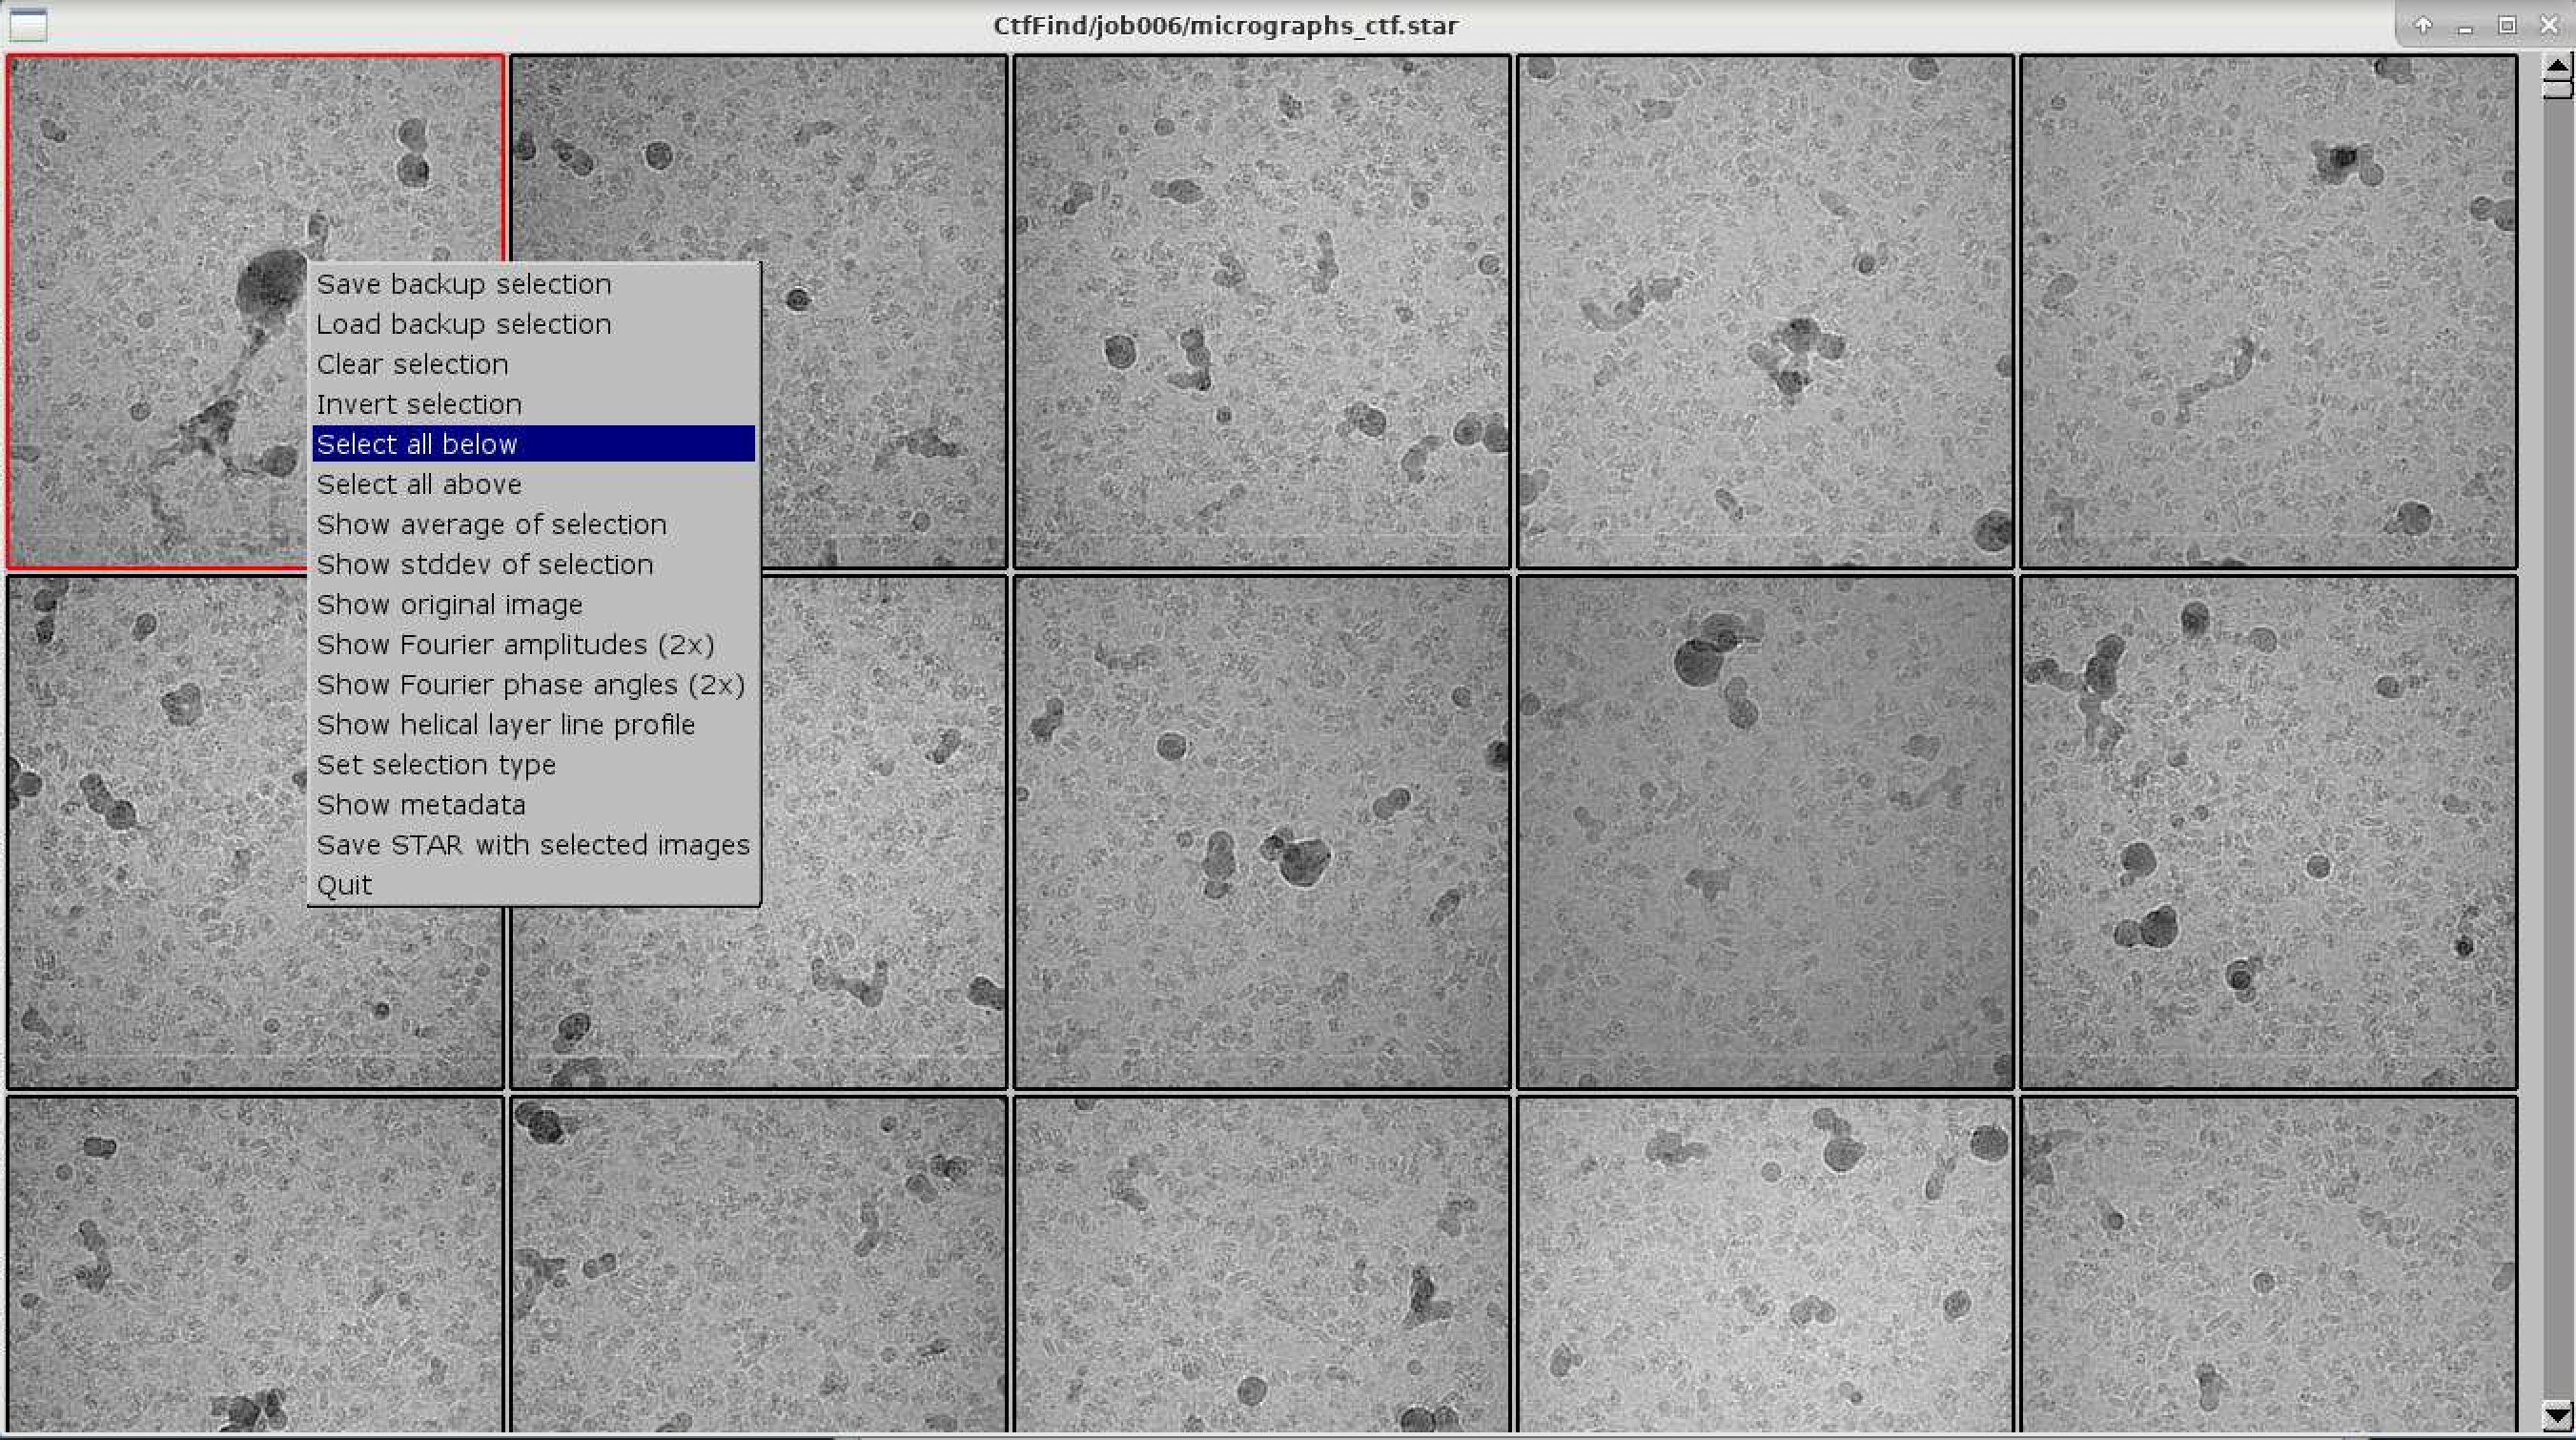 CtfFind/job006/micrographs_ctf.star
Save backup selection
Load backup selection
Clear selection
Invert selection
Select all below
Select all above
Show average of selection
Show stddev of selection
Show original image
Show Fourier amplitudes (2x)
Show Fourier phase angles (2x)
Show helical layer line profile
Set selection type
Show metadata
Save STAR with selected images
Quit